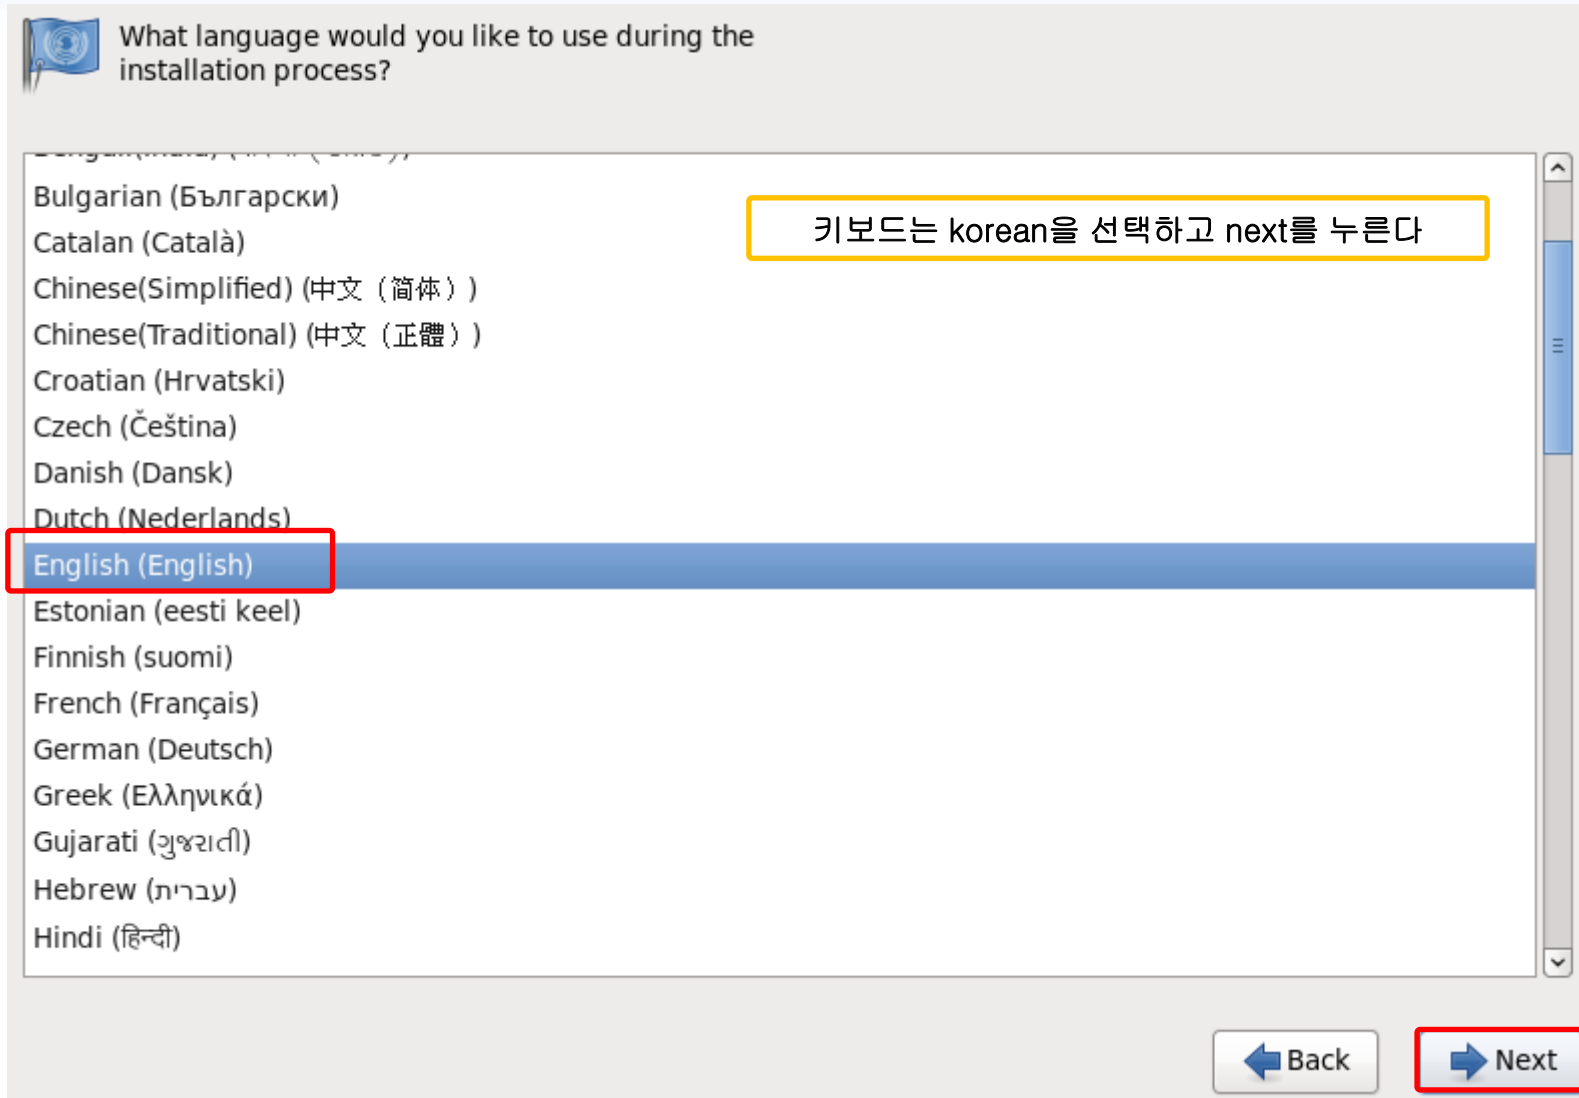 What language would you like to use during the
installation process?
Bulgarian (Български)
키보드는 korean을 선택하고 next를 누른다
Catalan (Català)
Chinese(Simplified) (中文（简体）)
Chinese(Traditional) (中文（正體）)
Croatian (Hrvatski)
Czech (Čeština)
Danish (Dansk)
Dutch (Nederlands)
English (English)
Estonian (eesti keel)
Finnish (suomi)
French (Français)
German (Deutsch)
Greek (Ελληνικά)
Gujarati (ગુજરાતી)
Hebrew (עברית)
Hindi (हिन्दी)
Back
Next